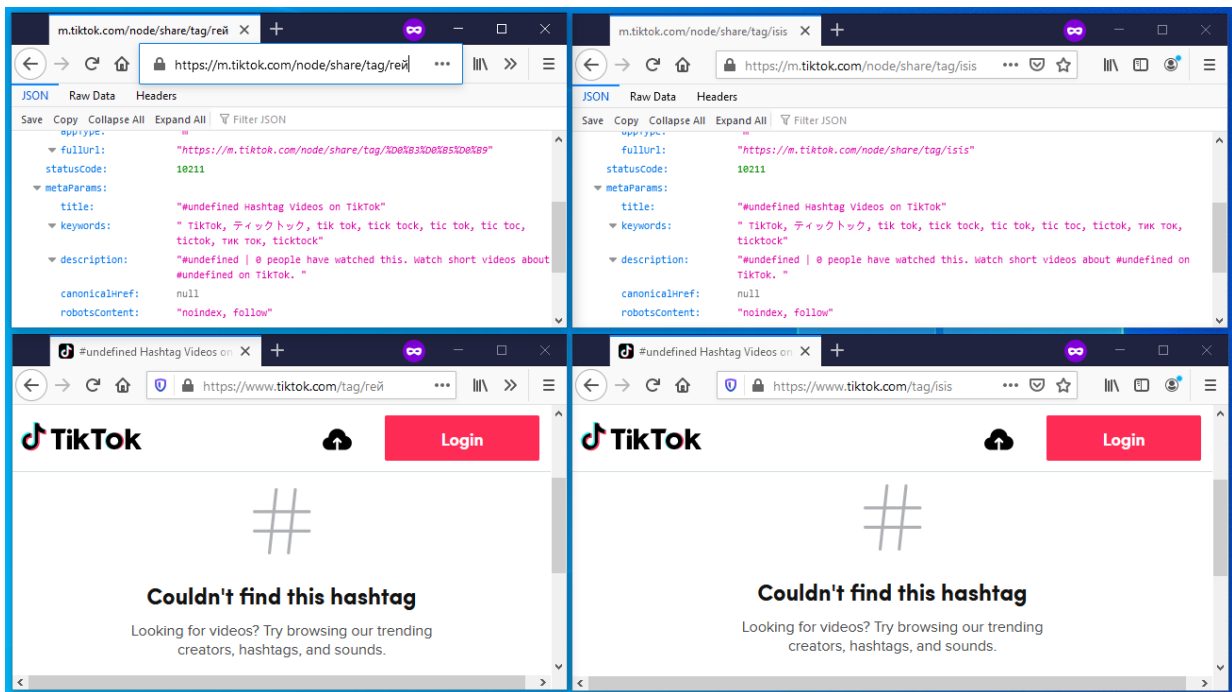 m.tiktok.com/node/share/tag/гей
https://m.tiktok.com/node/share/tag/гей
JSON Raw Data Headers
Save Copy Collapse All Expand All Filter JSON
appType: "m"
fullUrl: "https://m.tiktok.com/node/share/tag/%D0%B3%D0%B5%D0%B9"
statusCode: 10211
metaParams:
title: "#undefined Hashtag Videos on TikTok"
keywords: " TikTok, ティックトック, tik tok, tick tock, tic tok, tic toc,
tictok, тик ток, ticktock"
description: "#undefined | 0 people have watched this. Watch short videos about
#undefined on TikTok. "
canonicalHref: null
robotsContent: "noindex, follow"
m.tiktok.com/node/share/tag/isis
https://m.tiktok.com/node/share/tag/isis
JSON Raw Data Headers
Save Copy Collapse All Expand All Filter JSON
appType: "m"
fullUrl: "https://m.tiktok.com/node/share/tag/isis"
statusCode: 10211
metaParams:
title: "#undefined Hashtag Videos on TikTok"
keywords: " TikTok, ティックトック, tik tok, tick tock, tic tok, tic toc, tictok, тик ток,
ticktock"
description: "#undefined | 0 people have watched this. Watch short videos about #undefined on
TikTok. "
canonicalHref: null
robotsContent: "noindex, follow"
#undefined Hashtag Videos on
https://www.tiktok.com/tag/гей
TikTok
Login
Couldn't find this hashtag
Looking for videos? Try browsing our trending
creators, hashtags, and sounds.
#undefined Hashtag Videos on
https://www.tiktok.com/tag/isis
TikTok
Login
Couldn't find this hashtag
Looking for videos? Try browsing our trending
creators, hashtags, and sounds.